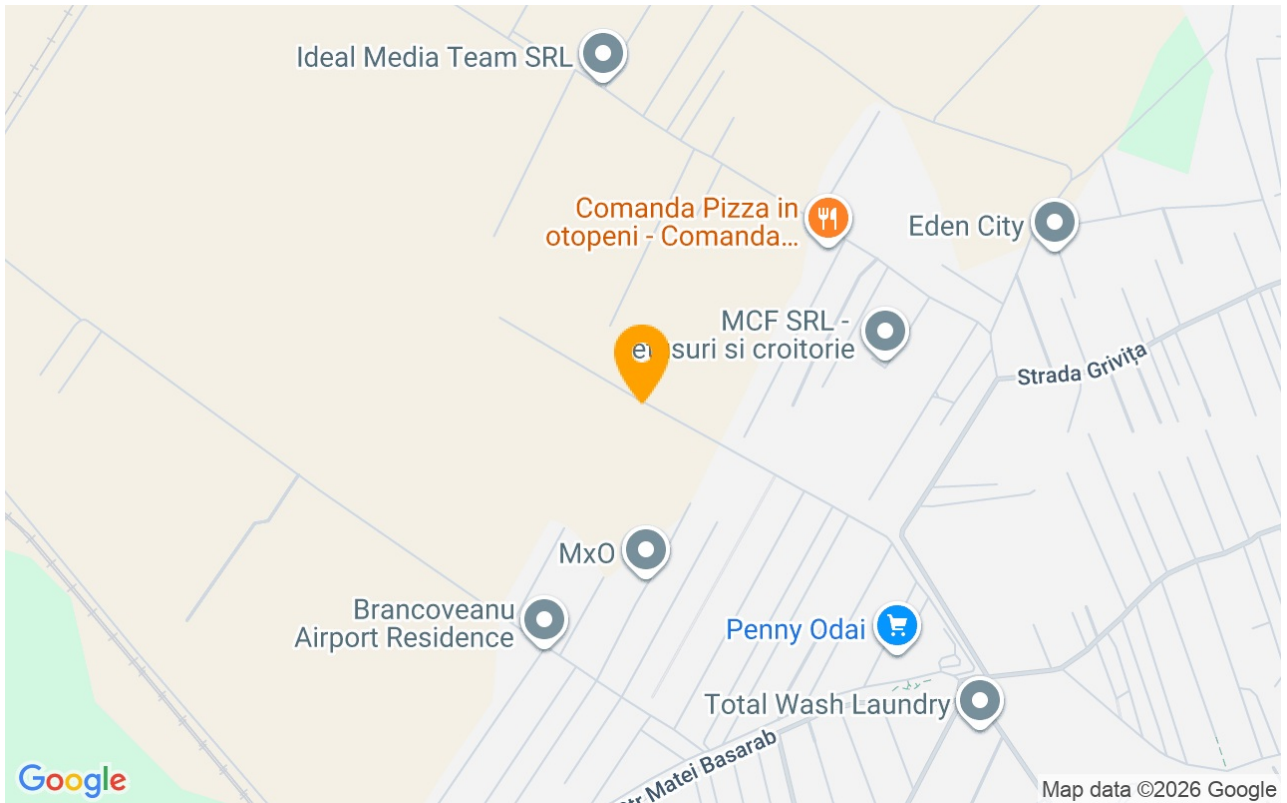 Ideal Media Team SRL
Comanda Pizza in
otopeni - Comanda...
Eden City
MCF SRL -
suri si croitorie
Strada Grivița
MxO
Brancoveanu
Airport Residence
Penny Odai
Total Wash Laundry
Str Matei Basarab
Google
Map data ©2026 Google